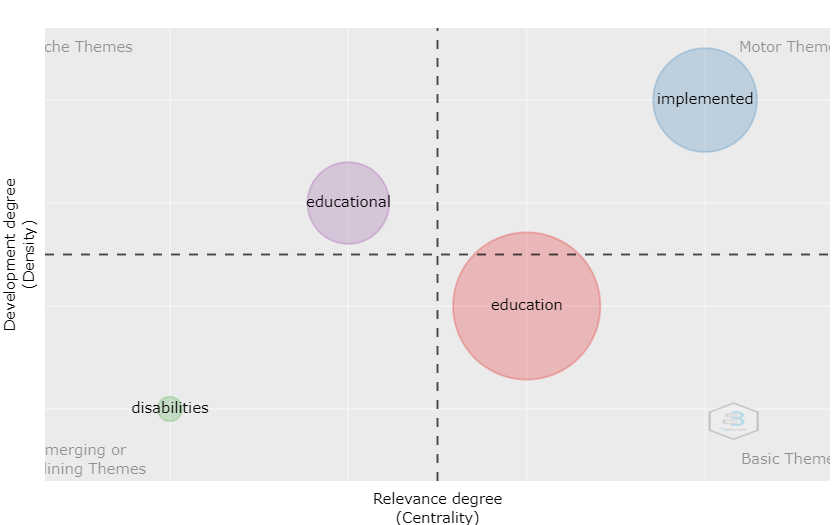 che Themes
Motor Theme
implemented
educational
Development degree
(Density)
education
disabilities
merging or
lining Themes
Basic Theme
Relevance degree
(Centrality)